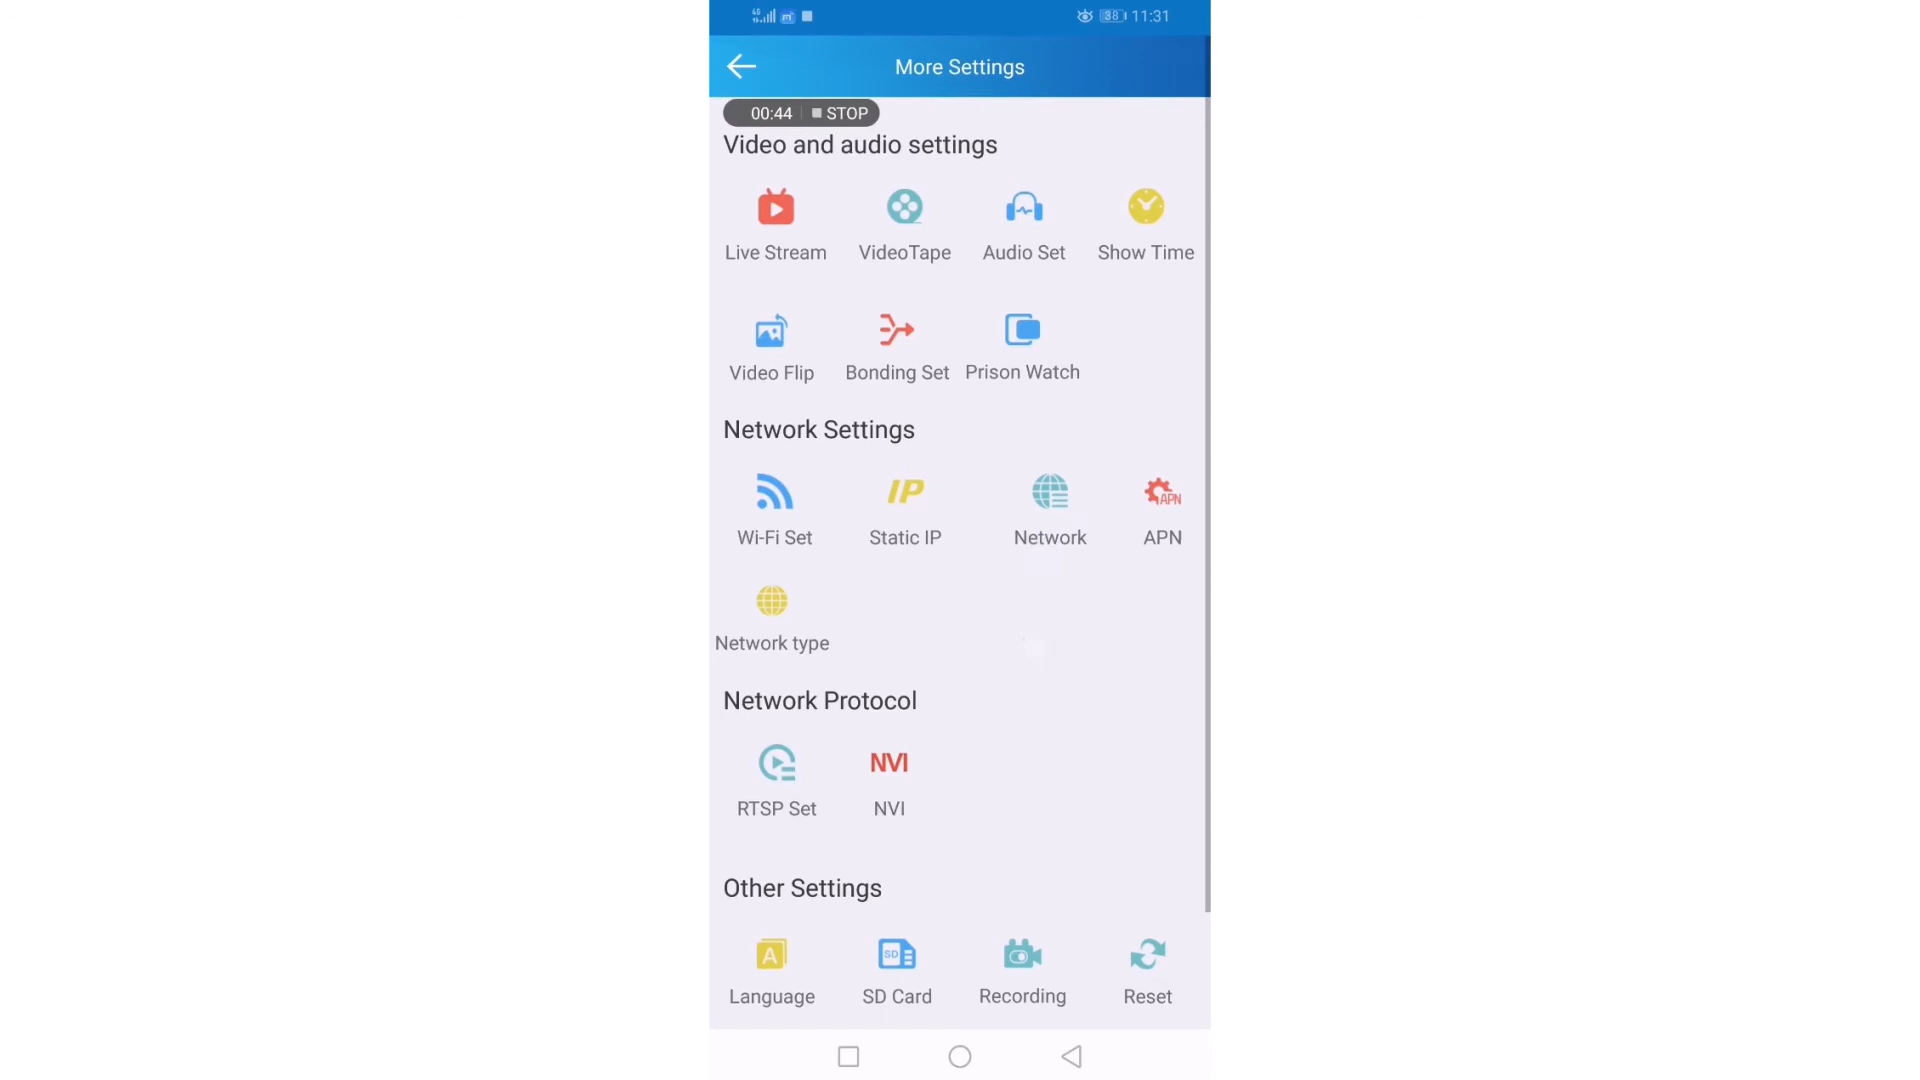 4G 38 11:31
More Settings
00:44 STOP
Video and audio settings
Live Stream VideoTape Audio Set Show Time
Video Flip Bonding Set Prison Watch
Network Settings
IP APN
Wi-Fi Set Static IP Network APN
Network type
Network Protocol
NVI
RTSP Set NVI
Other Settings
A SD
Language SD Card Recording Reset